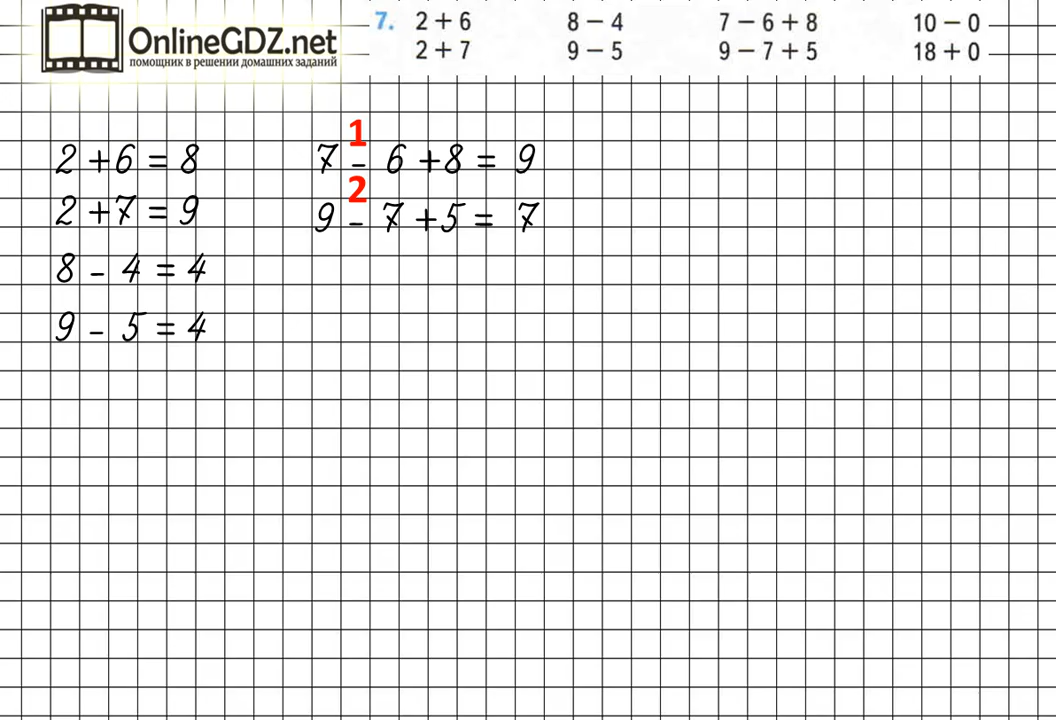 OnlineGDZ.net
помощник в решении домашних заданий
7. 2 + 6 8 − 4 7 − 6 + 8 10 − 0
2 + 7 9 − 5 9 − 7 + 5 18 + 0
2 + 6 = 8
2 + 7 = 9
8 - 4 = 4
9 - 5 = 4
1
7 - 6 + 8 = 9
2
9 - 7 + 5 = 7